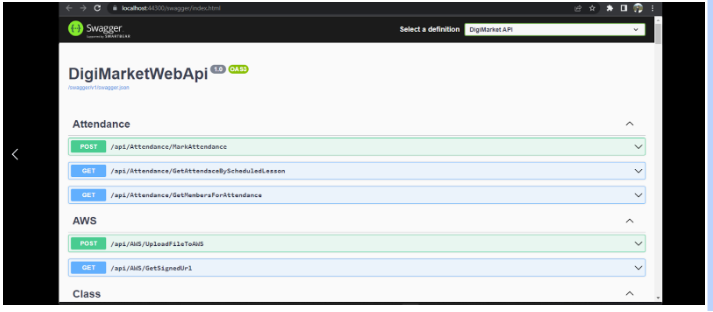 localhost:44300/swagger/index.html
Swagger
Supported by SMARTBEAR
Select a definition
DigiMarket API
DigiMarketWebApi 1.0 OAS3
/swagger/v1/swagger.json
Attendance
POST /api/Attendance/MarkAttendance
GET /api/Attendance/GetAttendaceByScheduledLesson
GET /api/Attendance/GetMembersForAttendance
AWS
POST /api/AWS/UploadFileToAWS
GET /api/AWS/GetSignedUrl
Class